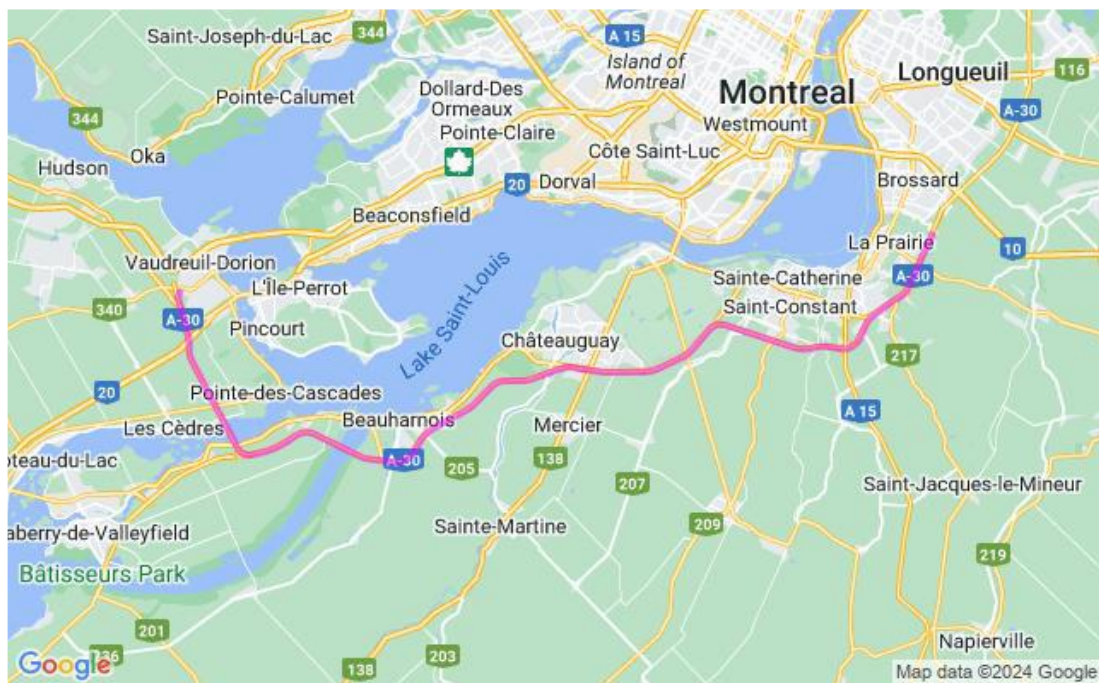 Saint-Joseph-du-Lac
344
A 15
Island of
Montreal
Longueuil
116
Pointe-Calumet
Dollard-Des
Ormeaux
Montreal
A-30
344
Pointe-Claire
Westmount
Oka
Hudson
Côte Saint-Luc
20
Dorval
Brossard
Beaconsfield
La Prairie
10
Vaudreuil-Dorion
Sainte-Catherine
A-30
L'Île-Perrot
340
A-30
Saint-Constant
Pincourt
Lake Saint-Louis
Châteauguay
217
20
Pointe-des-Cascades
A 15
Les Cèdres
Beauharnois
Mercier
oteau-du-Lac
A-30
205
138
207
Saint-Jacques-le-Mineur
aberry-de-Valleyfield
Sainte-Martine
209
219
Bâtisseurs Park
201
Napierville
236
203
138
Google
Map data ©2024 Google